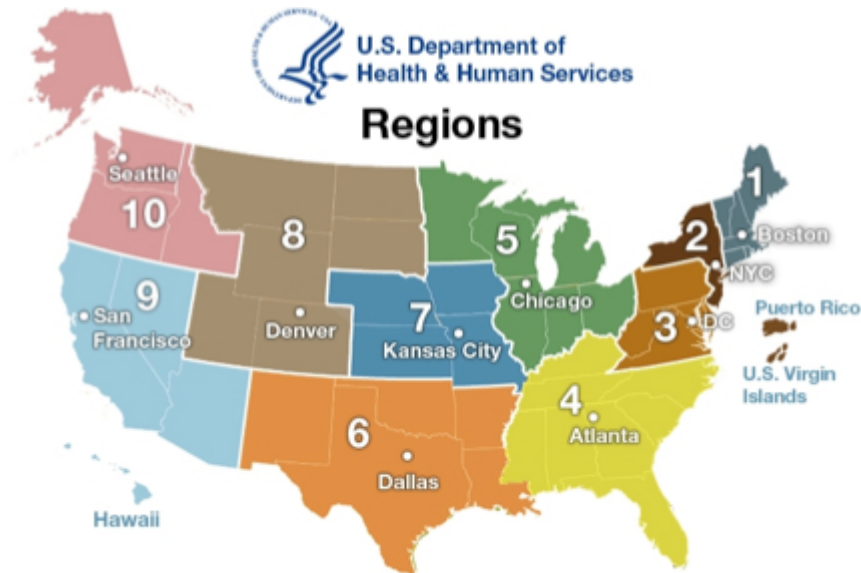 U.S. Department of
Health & Human Services
Regions
Seattle
10
8
5
1
2
Boston
NYC
9
San
Francisco
Denver
7
Kansas City
Chicago
3
DC
Puerto Rico
U.S. Virgin
Islands
6
Dallas
4
Atlanta
Hawaii